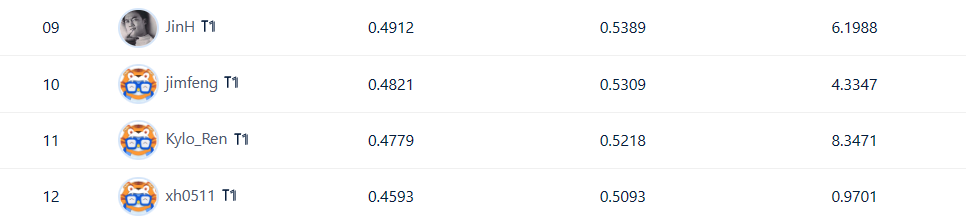 09 JinH T1 0.4912 0.5389 6.1988
10 jimfeng T1 0.4821 0.5309 4.3347
11 Kylo_Ren T1 0.4779 0.5218 8.3471
12 xh0511 T1 0.4593 0.5093 0.9701